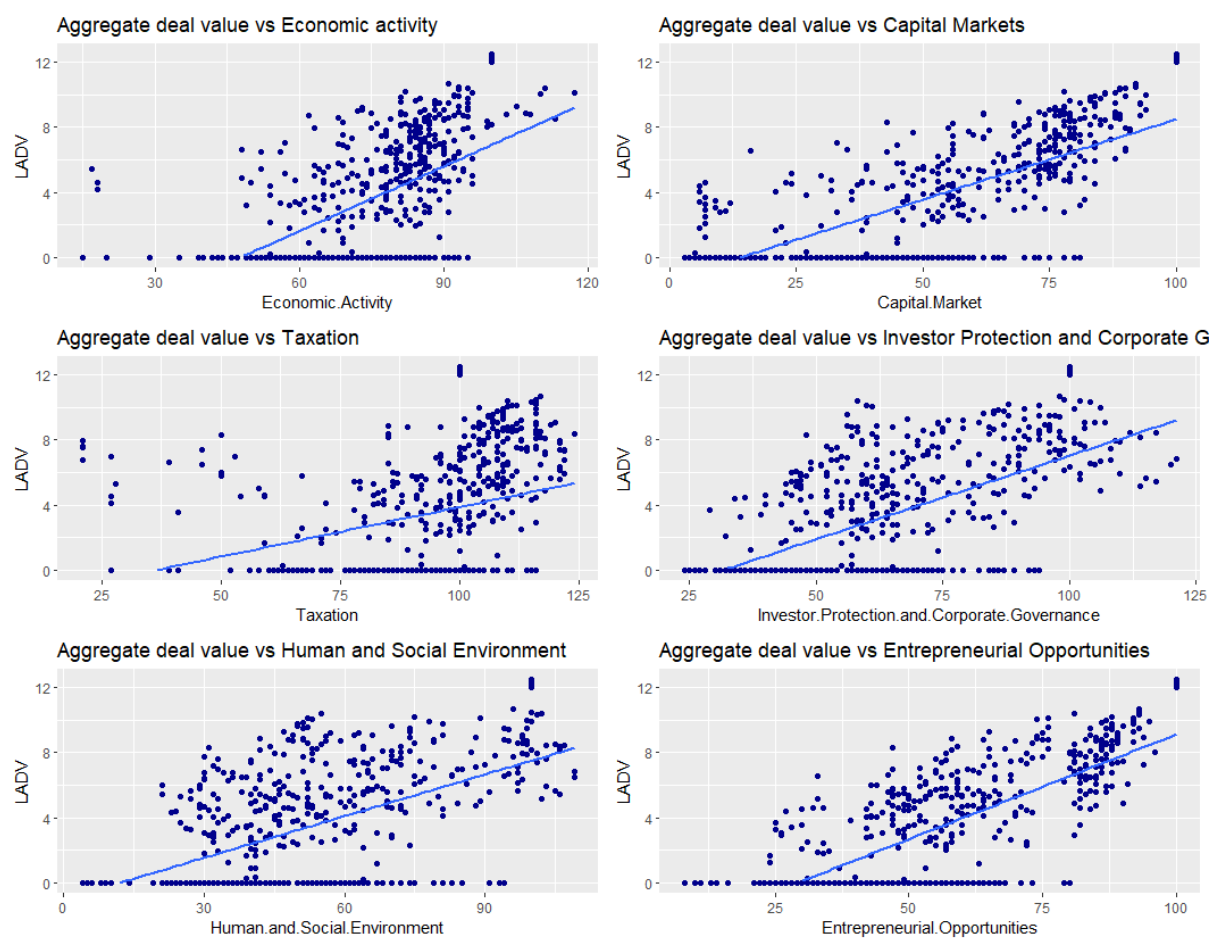 Aggregate deal value vs Economic activity
12
8
4
0
LADV
30 60 90 120
Economic.Activity
Aggregate deal value vs Capital Markets
12
8
4
0
LADV
0 25 50 75 100
Capital.Market
Aggregate deal value vs Taxation
12
8
4
0
LADV
25 50 75 100 125
Taxation
Aggregate deal value vs Investor Protection and Corporate G
12
8
4
0
LADV
25 50 75 100 125
Investor.Protection.and.Corporate.Governance
Aggregate deal value vs Human and Social Environment
12
8
4
0
LADV
0 30 60 90
Human.and.Social.Environment
Aggregate deal value vs Entrepreneurial Opportunities
12
8
4
0
LADV
25 50 75 100
Entrepreneurial.Opportunities